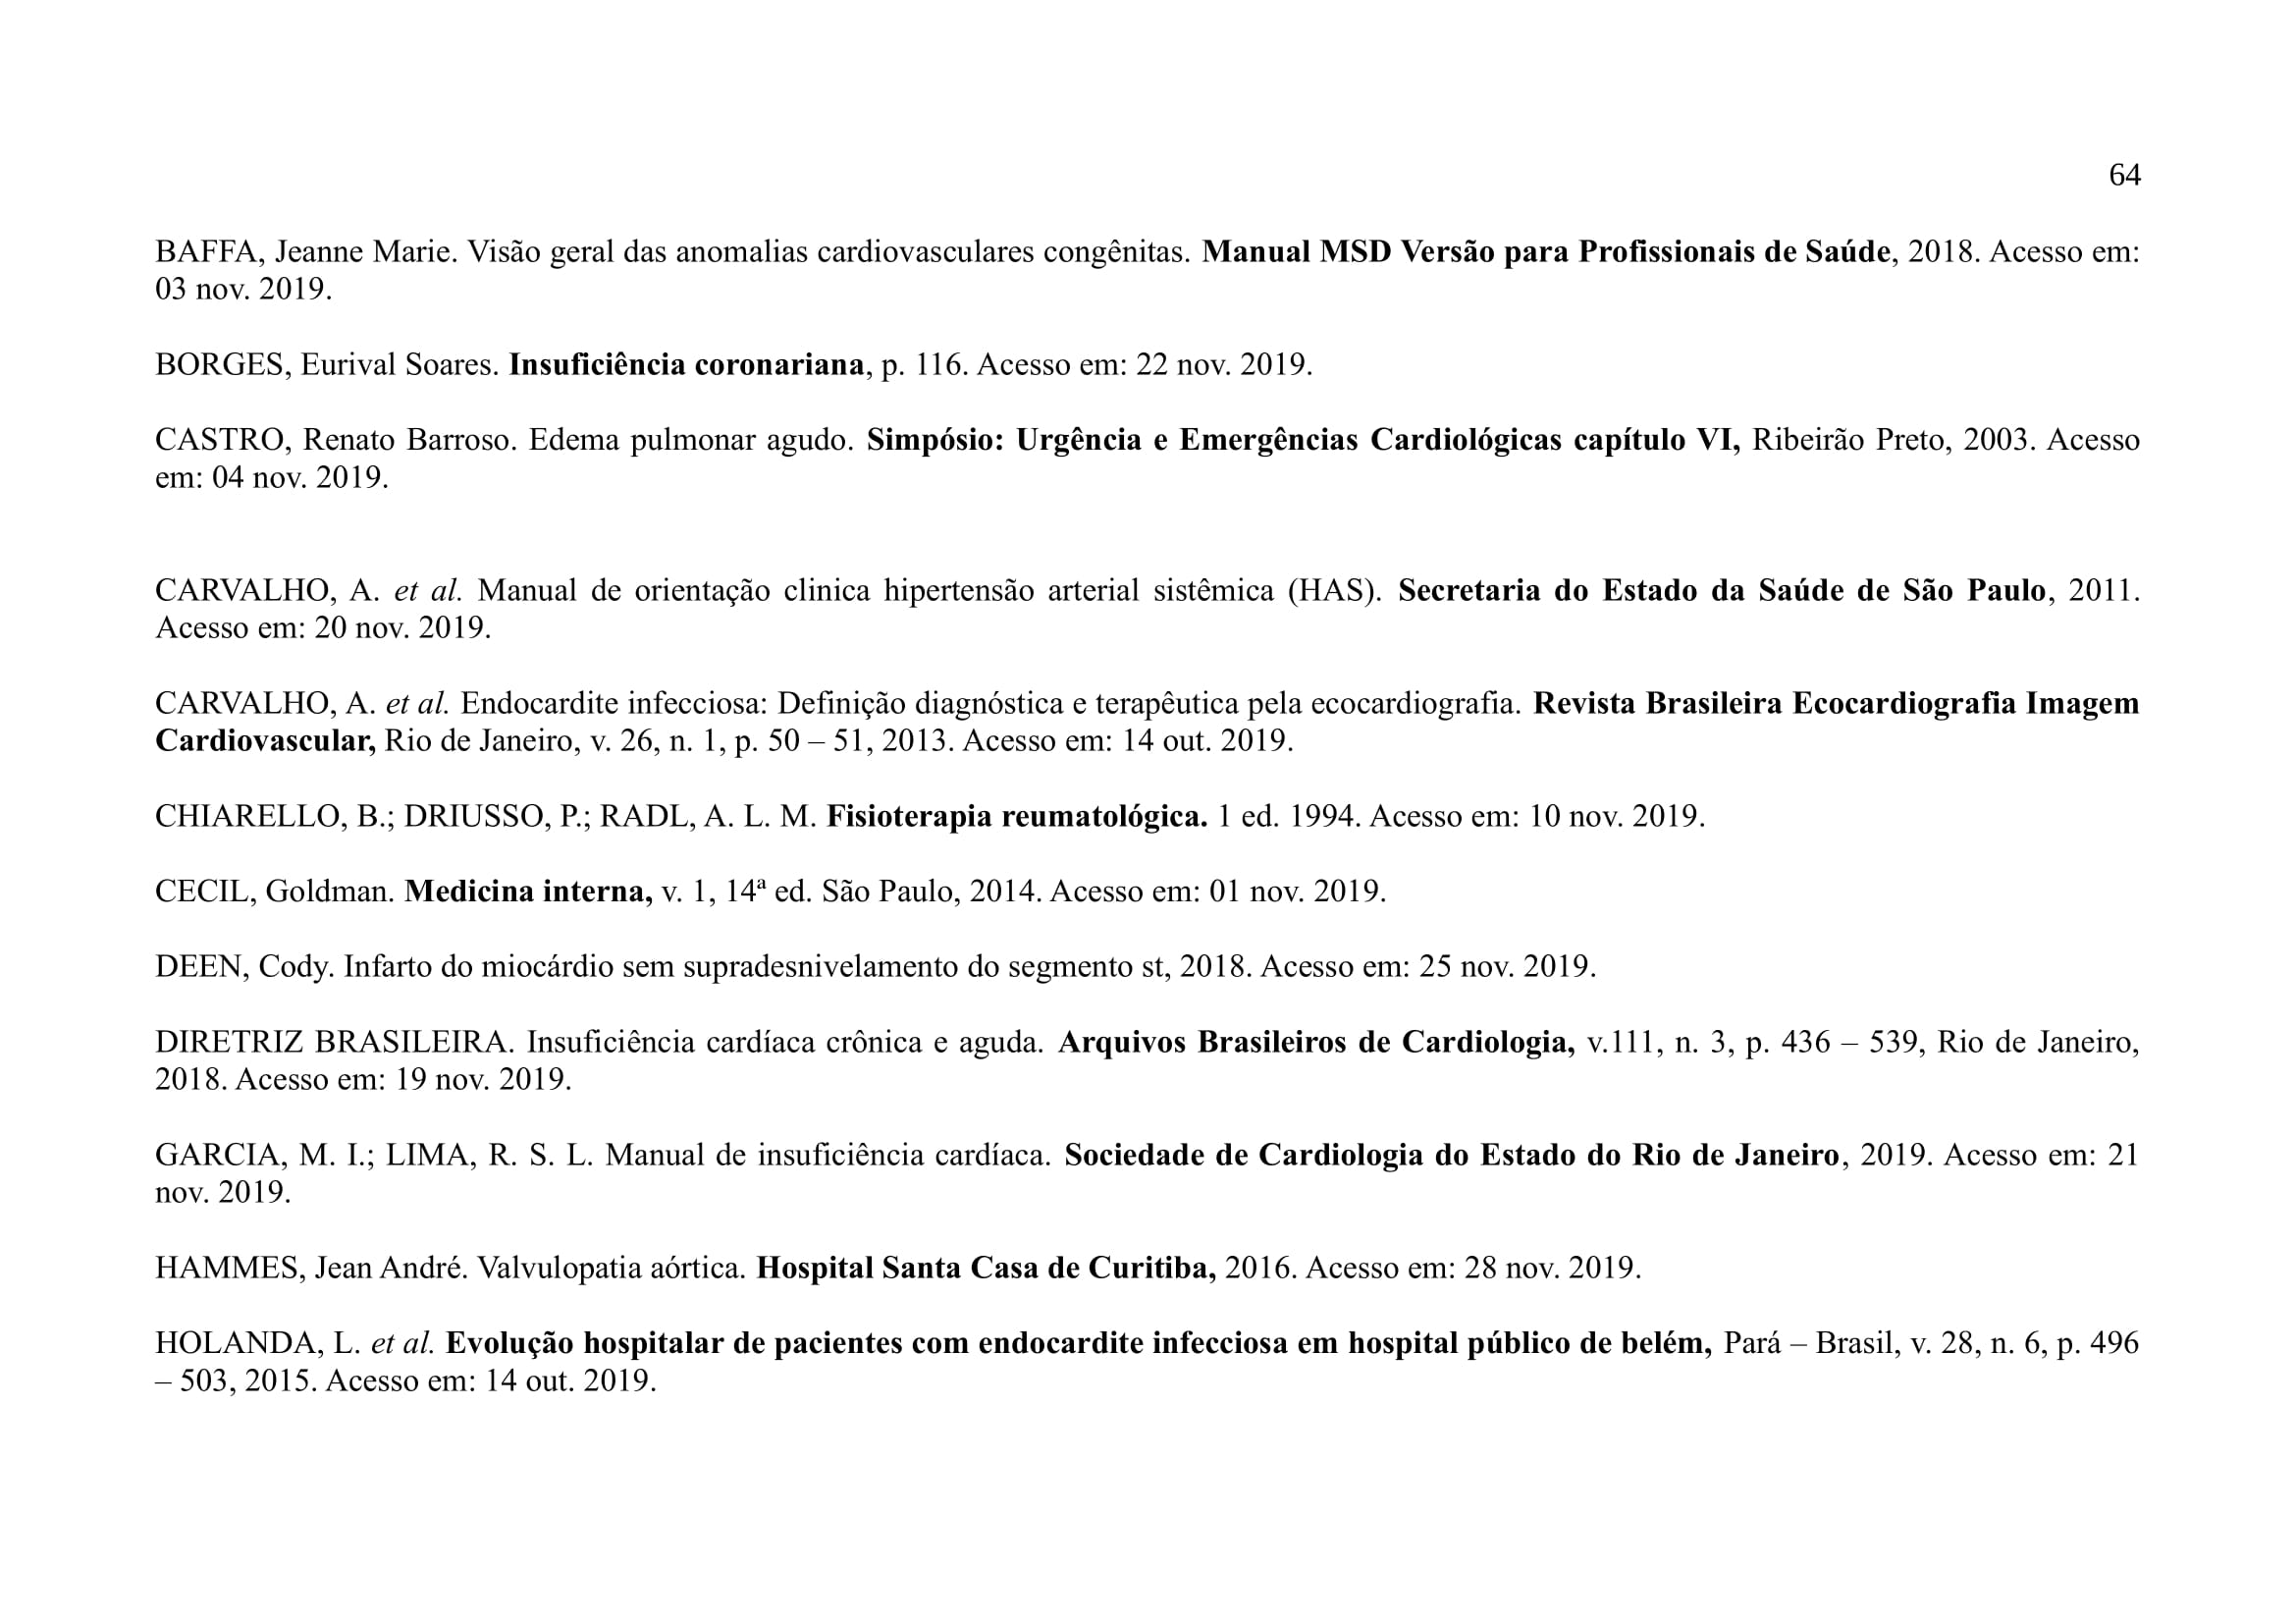 64
BAFFA, Jeanne Marie. Visão geral das anomalias cardiovasculares congênitas. Manual MSD Versão para Profissionais de Saúde, 2018. Acesso em:
03 nov. 2019.
BORGES, Eurival Soares. Insuficiência coronariana, p. 116. Acesso em: 22 nov. 2019.
CASTRO, Renato Barroso. Edema pulmonar agudo. Simpósio: Urgência e Emergências Cardiológicas capítulo VI, Ribeirão Preto, 2003. Acesso
em: 04 nov. 2019.
CARVALHO, A. et al. Manual de orientação clinica hipertensão arterial sistêmica (HAS). Secretaria do Estado da Saúde de São Paulo, 2011.
Acesso em: 20 nov. 2019.
CARVALHO, A. et al. Endocardite infecciosa: Definição diagnóstica e terapêutica pela ecocardiografia. Revista Brasileira Ecocardiografia Imagem
Cardiovascular, Rio de Janeiro, v. 26, n. 1, p. 50 – 51, 2013. Acesso em: 14 out. 2019.
CHIARELLO, B.; DRIUSSO, P.; RADL, A. L. M. Fisioterapia reumatológica. 1 ed. 1994. Acesso em: 10 nov. 2019.
CECIL, Goldman. Medicina interna, v. 1, 14ª ed. São Paulo, 2014. Acesso em: 01 nov. 2019.
DEEN, Cody. Infarto do miocárdio sem supradesnivelamento do segmento st, 2018. Acesso em: 25 nov. 2019.
DIRETRIZ BRASILEIRA. Insuficiência cardíaca crônica e aguda. Arquivos Brasileiros de Cardiologia, v.111, n. 3, p. 436 – 539, Rio de Janeiro,
2018. Acesso em: 19 nov. 2019.
GARCIA, M. I.; LIMA, R. S. L. Manual de insuficiência cardíaca. Sociedade de Cardiologia do Estado do Rio de Janeiro, 2019. Acesso em: 21
nov. 2019.
HAMMES, Jean André. Valvulopatia aórtica. Hospital Santa Casa de Curitiba, 2016. Acesso em: 28 nov. 2019.
HOLANDA, L. et al. Evolução hospitalar de pacientes com endocardite infecciosa em hospital público de belém, Pará – Brasil, v. 28, n. 6, p. 496
– 503, 2015. Acesso em: 14 out. 2019.